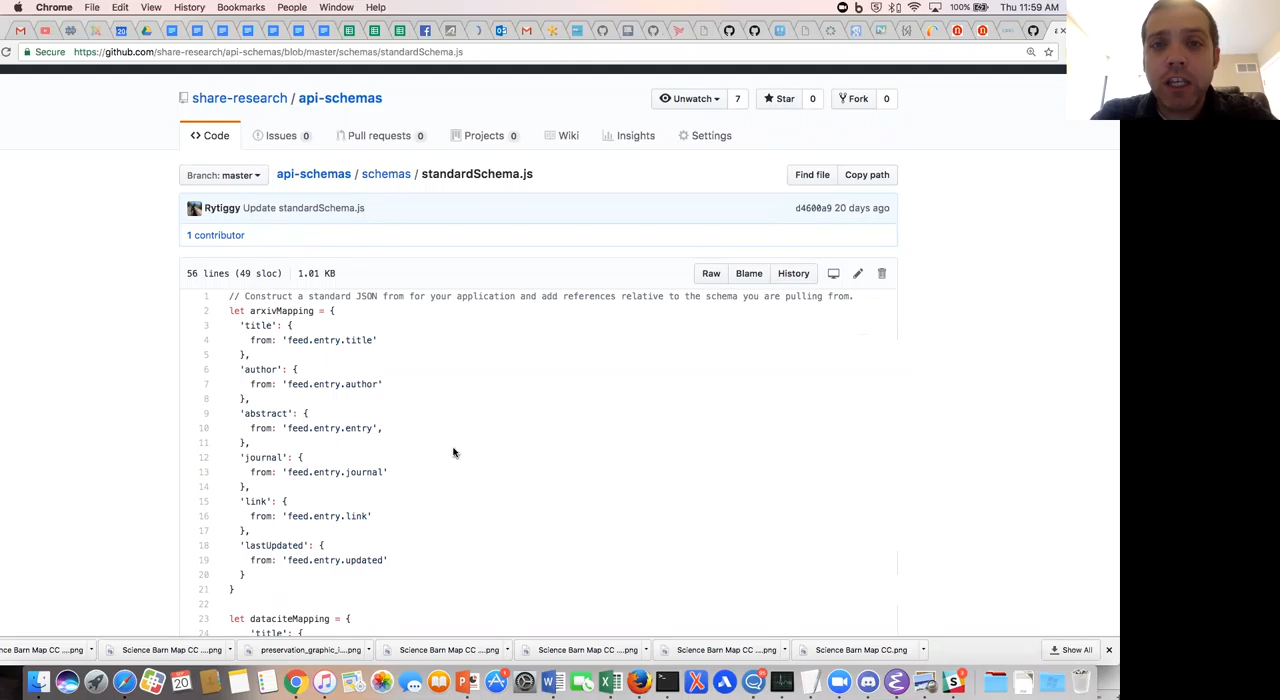 Chrome File Edit View History Bookmarks People Window Help 100% Thu 11:59 AM
Secure https://github.com/share-research/api-schemas/blob/master/schemas/standardSchema.js
share-research / api-schemas
Unwatch 7 Star 0 Fork 0
Code Issues 0 Pull requests 0 Projects 0 Wiki Insights Settings
Branch: master api-schemas / schemas / standardSchema.js Find file Copy path
Rytiggy Update standardSchema.js d4600a9 20 days ago
1 contributor
56 lines (49 sloc) 1.01 KB Raw Blame History
1 // Construct a standard JSON from for your application and add references relative to the schema you are pulling from.
2 let arxivMapping = {
3 'title': {
4 from: 'feed.entry.title'
5 },
6 'author': {
7 from: 'feed.entry.author'
8 },
9 'abstract': {
10 from: 'feed.entry.entry',
11 },
12 'journal': {
13 from: 'feed.entry.journal'
14 },
15 'link': {
16 from: 'feed.entry.link'
17 },
18 'lastUpdated': {
19 from: 'feed.entry.updated'
20 }
21 }
22
23 let dataciteMapping = {
24 'title': {
nce Barn Map CC ....png Science Barn Map CC ....png preservation_graphic_i....png Science Barn Map CC ....png Science Barn Map CC ....png Science Barn Map CC ....png Science Barn Map CC.png Show All